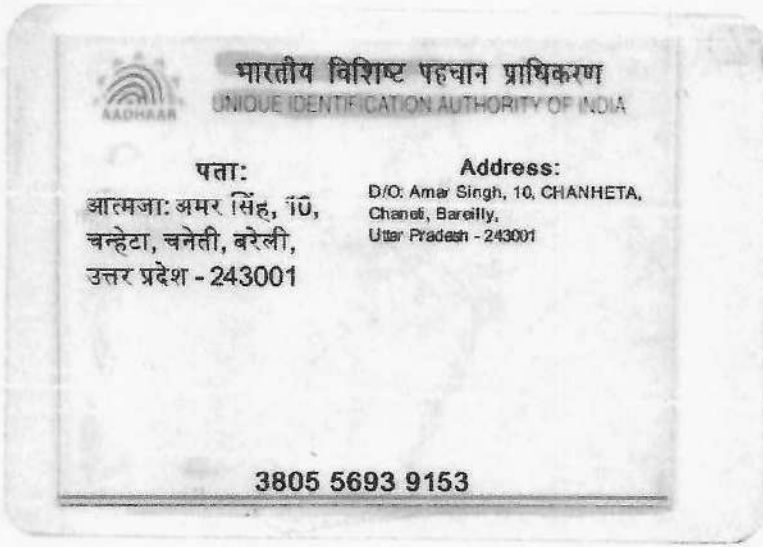 भारतीय विशिष्ट पहचान प्राधिकरण
AADHAAR
UNIQUE IDENTIFICATION AUTHORITY OF INDIA
पता:
आत्मजा: अमर सिंह, 10,
चन्हेटा, चनेती, बरेली,
उत्तर प्रदेश - 243001
Address:
D/O: Amar Singh, 10, CHANHETA,
Chaneti, Bareilly,
Uttar Pradesh - 243001
3805 5693 9153